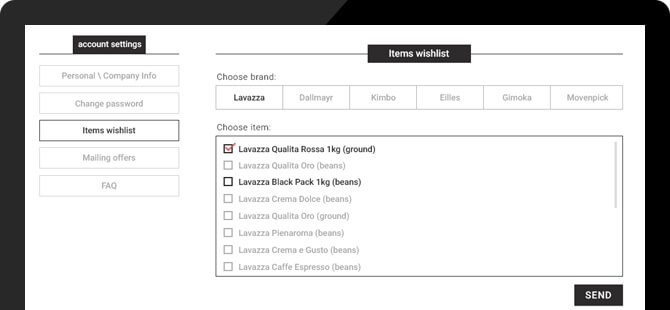 account settings
Personal \ Company Info
Change password
Items wishlist
Mailing offers
FAQ
Items wishlist
Choose brand:
Lavazza Dallmayr Kimbo Eilles Gimoka Movenpick
Choose item:
Lavazza Qualita Rossa 1kg (ground)
Lavazza Qualita Oro (beans)
Lavazza Black Pack 1kg (beans)
Lavazza Crema Dolce (beans)
Lavazza Qualita Oro (ground)
Lavazza Pienaroma (beans)
Lavazza Crema e Gusto (beans)
Lavazza Caffe Espresso (beans)
SEND